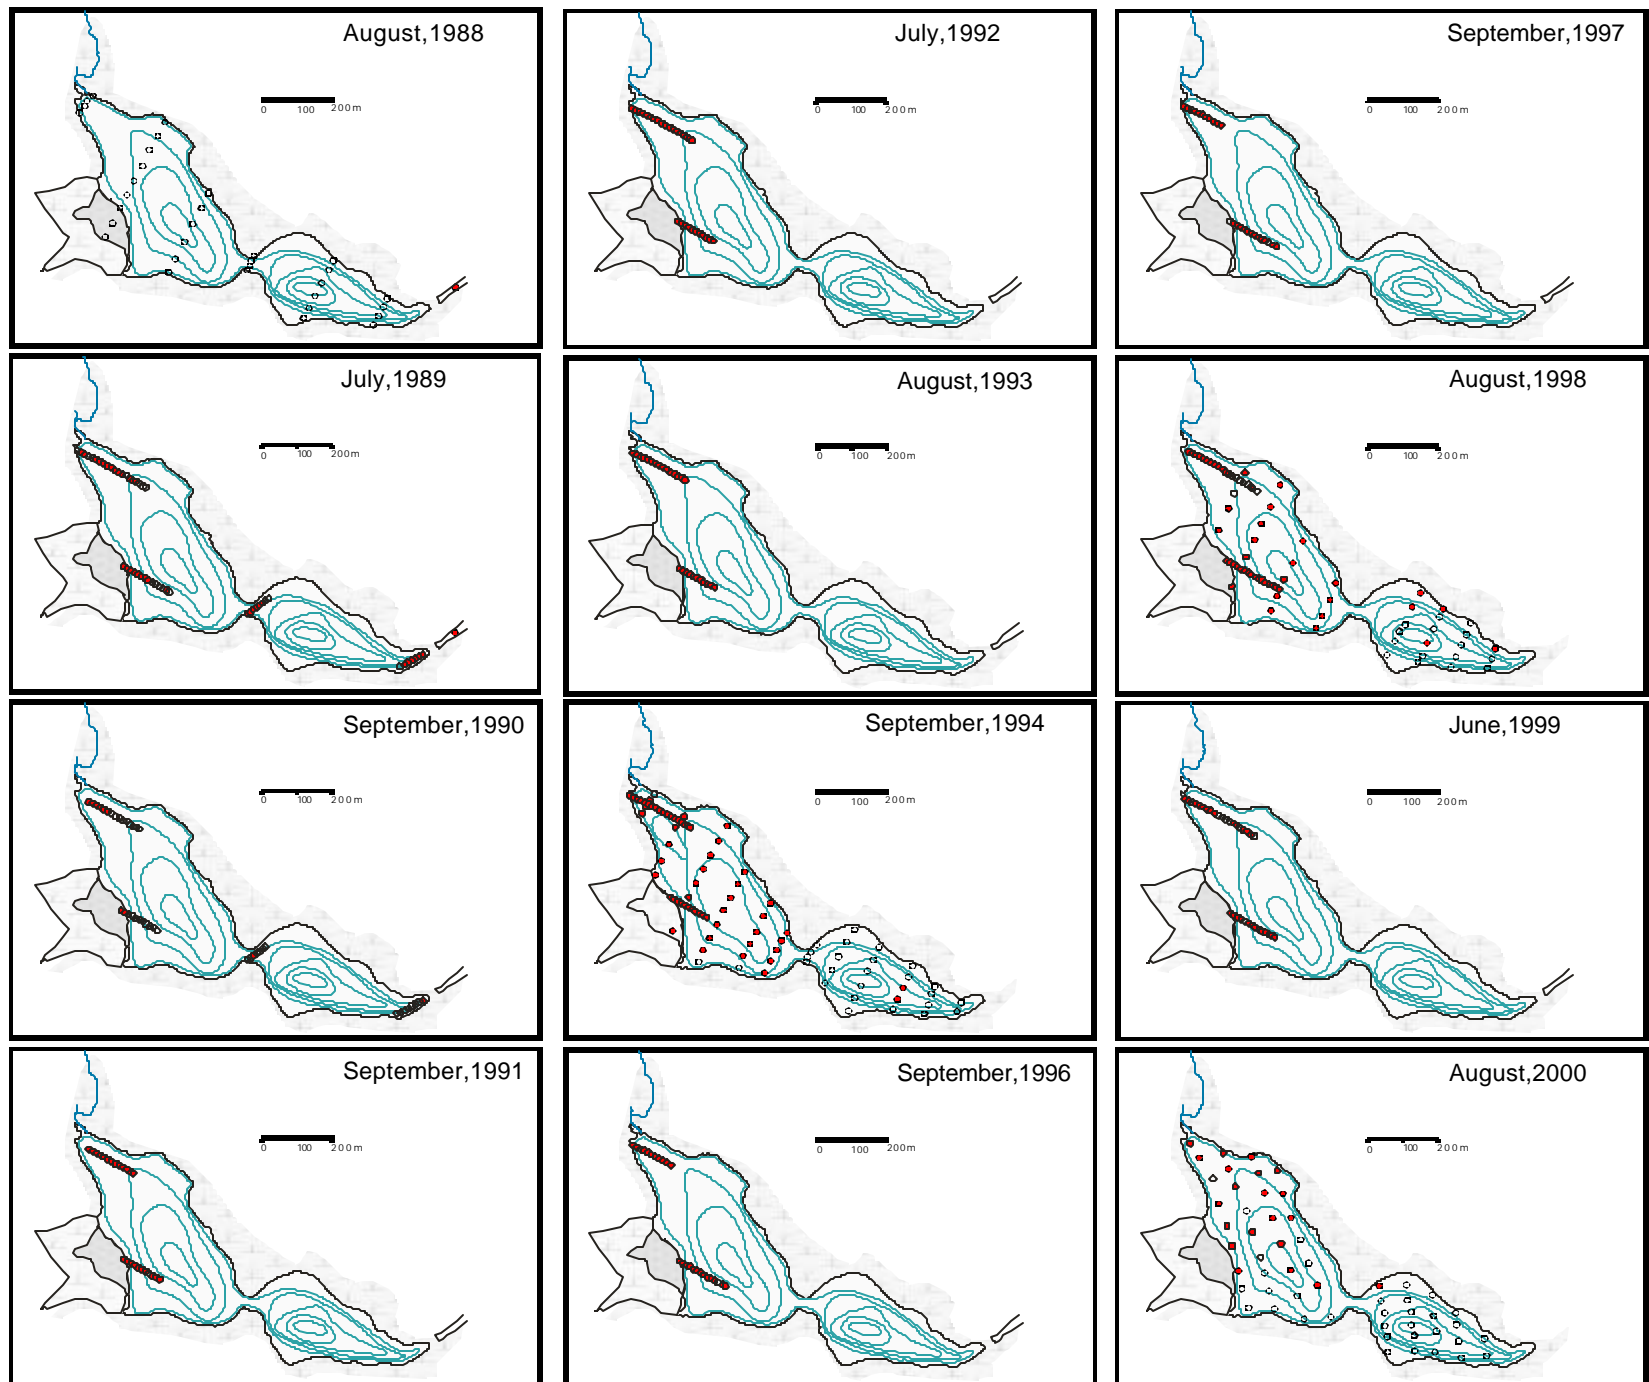 August,1988
0 100 200m
July,1992
0 100 200m
September,1997
0 100 200m
July,1989
0 100 200m
August,1993
0 100 200m
August,1998
0 100 200m
September,1990
0 100 200m
September,1994
0 100 200m
June,1999
0 100 200m
September,1991
0 100 200m
September,1996
0 100 200m
August,2000
0 100 200m